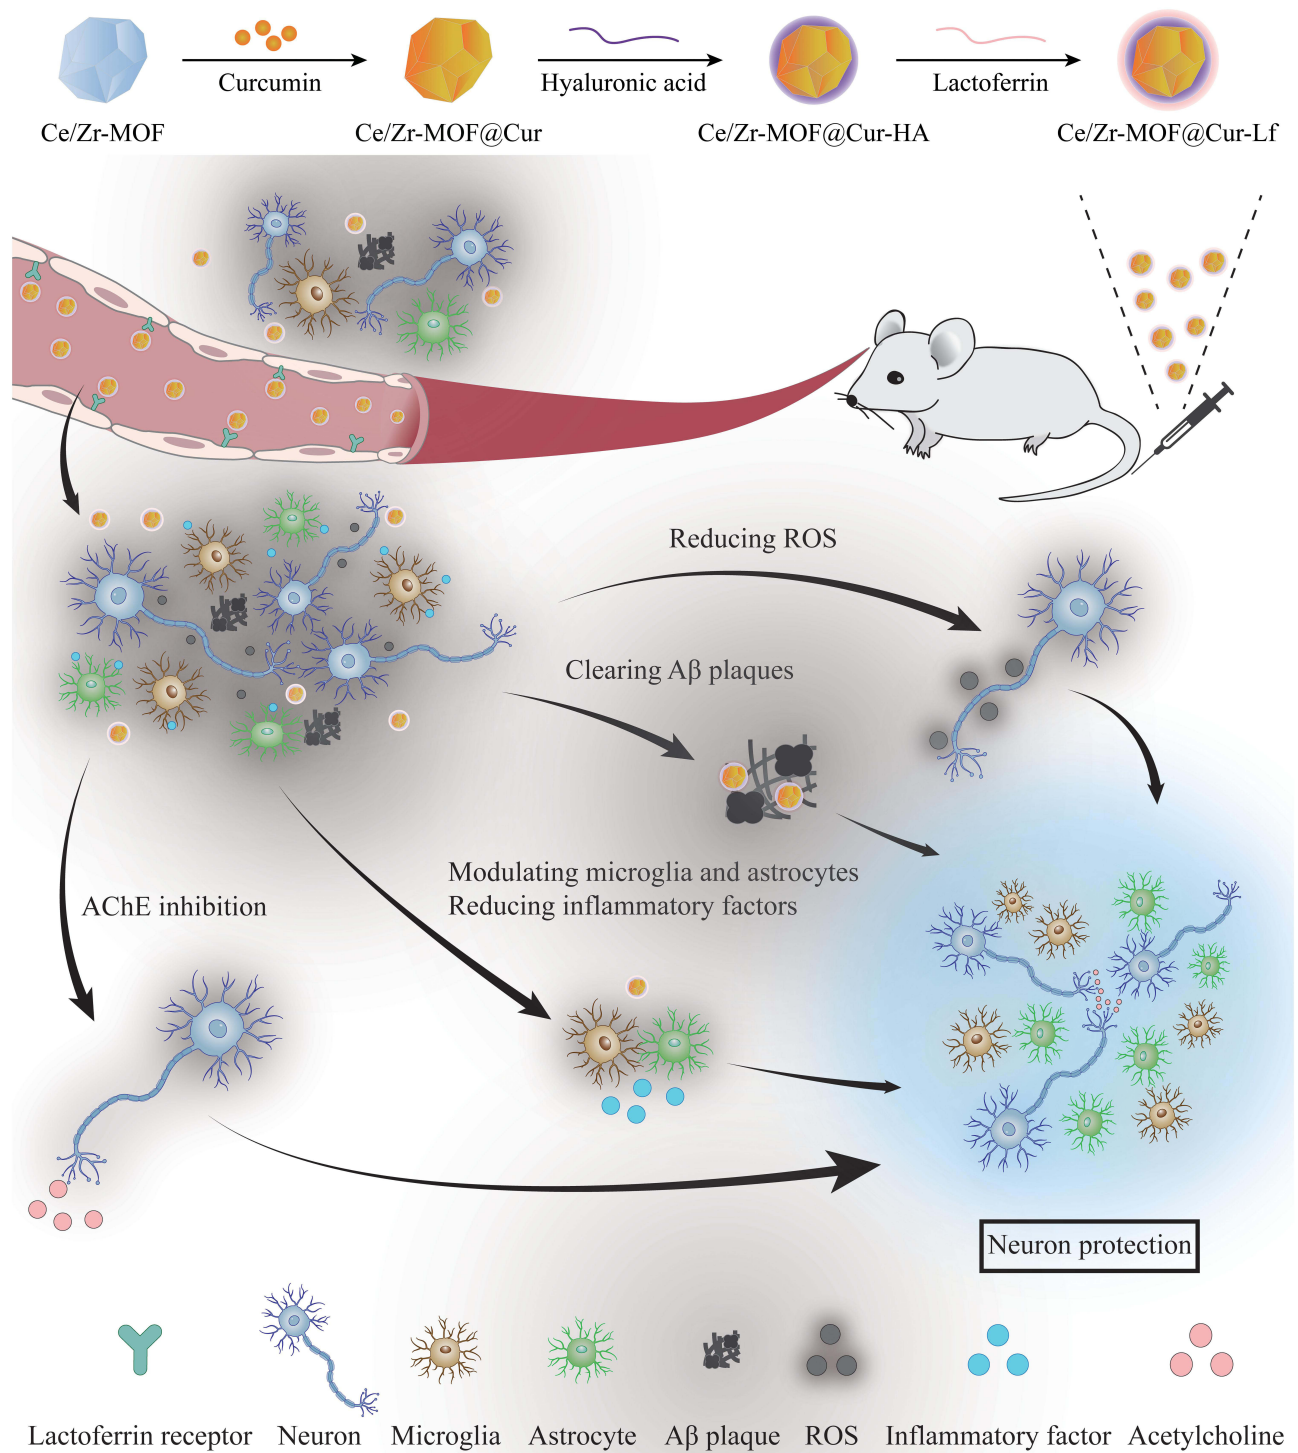 Curcumin
Hyaluronic acid
Lactoferrin
Ce/Zr-MOF
Ce/Zr-MOF@Cur
Ce/Zr-MOF@Cur-HA
Ce/Zr-MOF@Cur-Lf
Reducing ROS
Clearing Aβ plaques
Modulating microglia and astrocytes
Reducing inflammatory factors
AChE inhibition
Neuron protection
Lactoferrin receptor
Neuron
Microglia
Astrocyte
Aβ plaque
ROS
Inflammatory factor
Acetylcholine